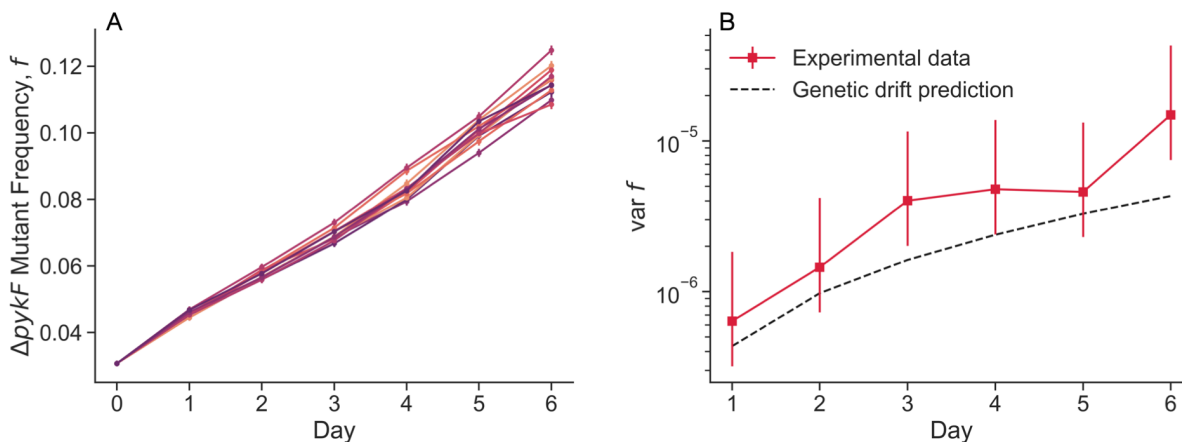 A
ΔpykF Mutant Frequency, f
0.12
0.10
0.08
0.06
0.04
0 1 2 3 4 5 6
Day
B
Experimental data
Genetic drift prediction
var f
10⁻⁵
10⁻⁶
1 2 3 4 5 6
Day